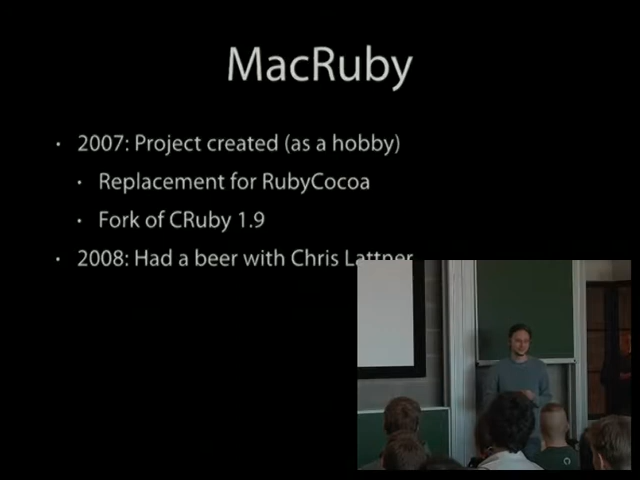 MacRuby
• 2007: Project created (as a hobby)
• Replacement for RubyCocoa
• Fork of CRuby 1.9
• 2008: Had a beer with Chris Lattner